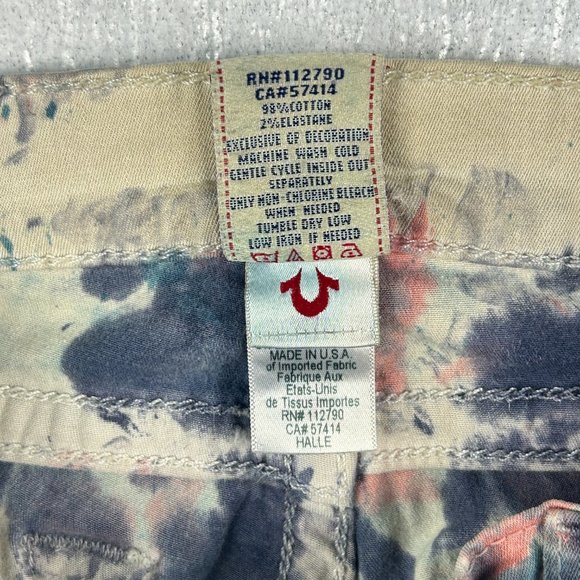 RN#112790
CA#57414
98%COTTON
2%ELASTANE
EXCLUSIVE OF DECORATION
MACHINE WASH COLD
GENTLE CYCLE INSIDE OUT
SEPARATELY
ONLY NON-CHLORINE BLEACH
WHEN NEEDED
TUMBLE DRY LOW
LOW IRON IF NEEDED
MADE IN U.S.A.
of Imported Fabric
Fabrique Aux
Etats-Unis
de Tissus Importes
RN# 112790
CA# 57414
HALLE